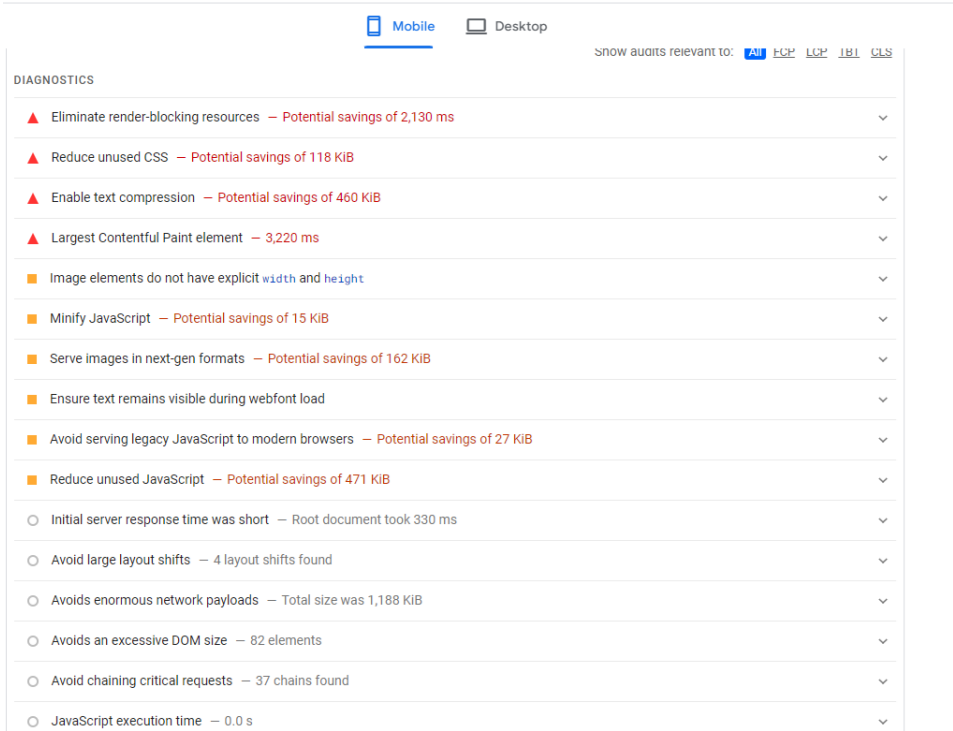 Mobile
Desktop
Show audits relevant to: All FCP LCP TBT CLS
DIAGNOSTICS
Eliminate render-blocking resources — Potential savings of 2,130 ms
Reduce unused CSS — Potential savings of 118 KiB
Enable text compression — Potential savings of 460 KiB
Largest Contentful Paint element — 3,220 ms
Image elements do not have explicit width and height
Minify JavaScript — Potential savings of 15 KiB
Serve images in next-gen formats — Potential savings of 162 KiB
Ensure text remains visible during webfont load
Avoid serving legacy JavaScript to modern browsers — Potential savings of 27 KiB
Reduce unused JavaScript — Potential savings of 471 KiB
Initial server response time was short — Root document took 330 ms
Avoid large layout shifts — 4 layout shifts found
Avoids enormous network payloads — Total size was 1,188 KiB
Avoids an excessive DOM size — 82 elements
Avoid chaining critical requests — 37 chains found
JavaScript execution time — 0.0 s